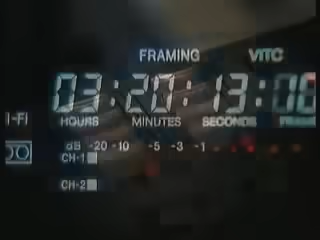 FRAMING VITC
03:20:13:
HOURS MINUTES SECONDS FRAM
I-FI
dB -20 -10 -5 -3 -1
CH-1
CH-2